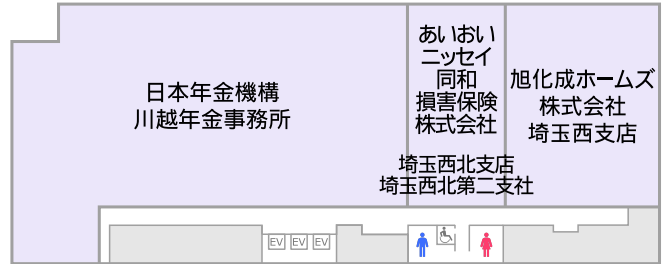 日本年金機構
川越年金事務所
あいおい
ニッセイ
同和
損害保険
株式会社
埼玉西北支店
埼玉西北第二支社
旭化成ホームズ
株式会社
埼玉西支店
EV
EV
EV